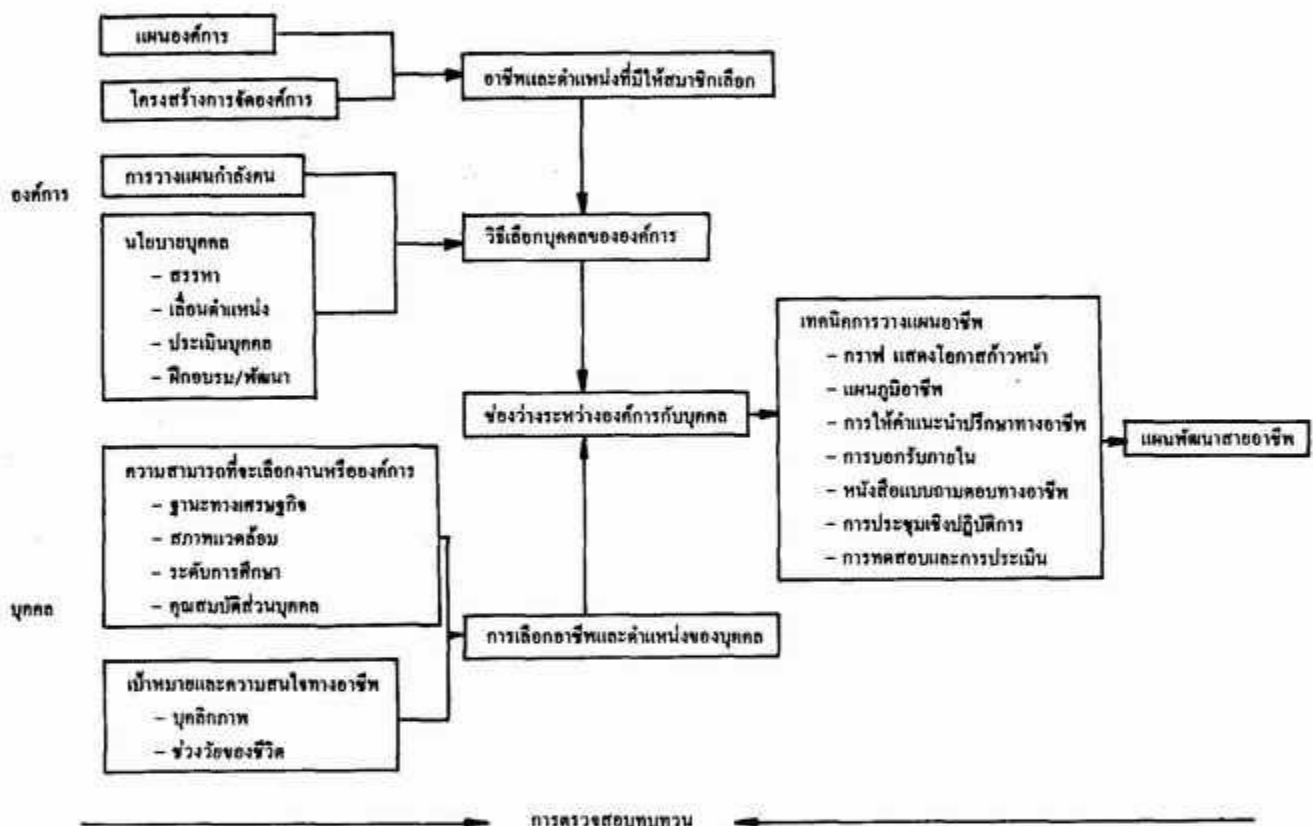 แผนองค์การ
โครงสร้างการจัดองค์การ
อาชีพและตำแหน่งที่มีให้สมาชิกเลือก
องค์การ
การวางแผนกำลังคน
นโยบายบุคคล
- สรรหา
- เลื่อนตำแหน่ง
- ประเมินบุคคล
- ฝึกอบรม/พัฒนา
วิธีเลือกบุคคลขององค์การ
ช่องว่างระหว่างองค์การกับบุคคล
เทคนิคการวางแผนอาชีพ
- กราฟ แสดงโอกาสก้าวหน้า
- แผนภูมิอาชีพ
- การให้คำแนะนำปรึกษาทางอาชีพ
- การบอกรับภายใน
- หนังสือแบบถามตอบทางอาชีพ
- การประชุมเชิงปฏิบัติการ
- การทดสอบและการประเมิน
แผนพัฒนาสายอาชีพ
บุคคล
ความสามารถที่จะเลือกงานหรือองค์การ
- ฐานะทางเศรษฐกิจ
- สภาพแวดล้อม
- ระดับการศึกษา
- คุณสมบัติส่วนบุคคล
การเลือกอาชีพและตำแหน่งของบุคคล
เป้าหมายและความสนใจทางอาชีพ
- บุคลิกภาพ
- ช่วงวัยของชีวิต
การตรวจสอบทบทวน